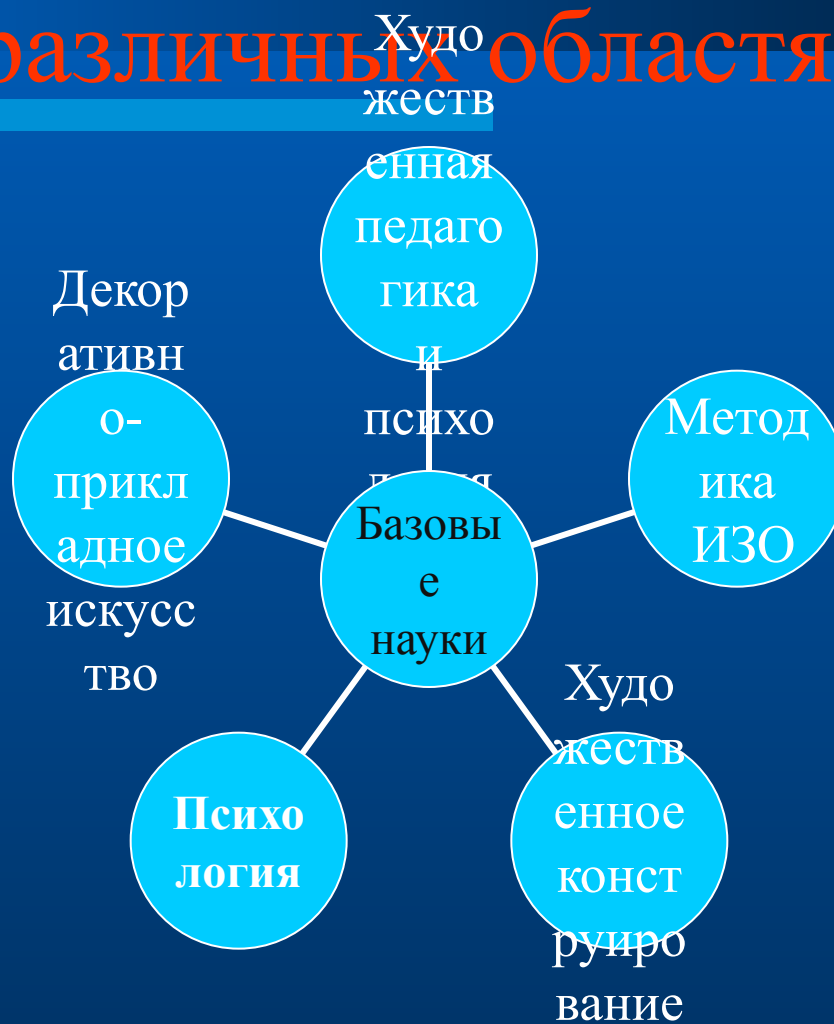 различных областя
Худо
жеств
енная
педаго
гика
и
психо
логия
Декор
ативн
о-
прикл
адное
искусс
тво
Метод
ика
ИЗО
Базовы
е
науки
Психо
логия
Худо
жеств
енное
конст
руиро
вание